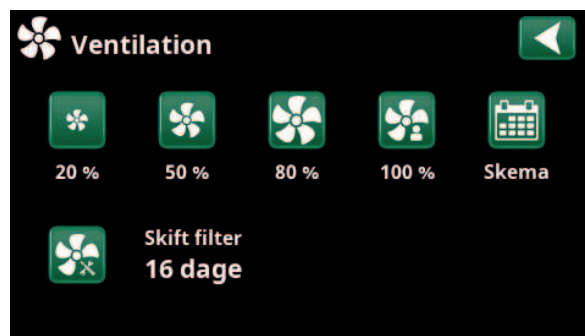 Ventilation
20 %
50 %
80 %
100 %
Skema
Skift filter
16 dage